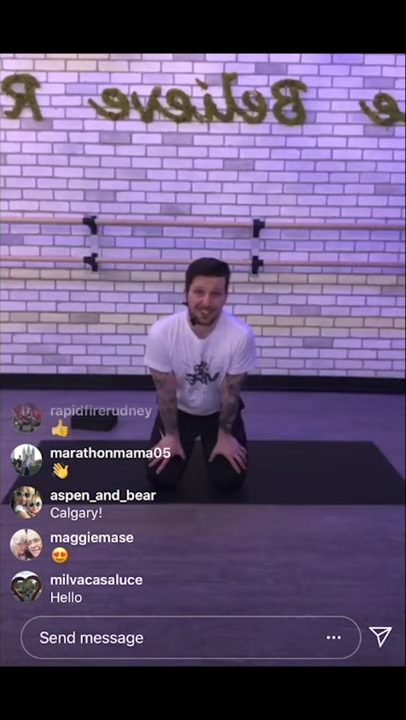 e Believe R
rapidfirerudney
👍
marathonmama05
👋
aspen_and_bear
Calgary!
maggiemase
😍
milvacasaluce
Hello
Send message